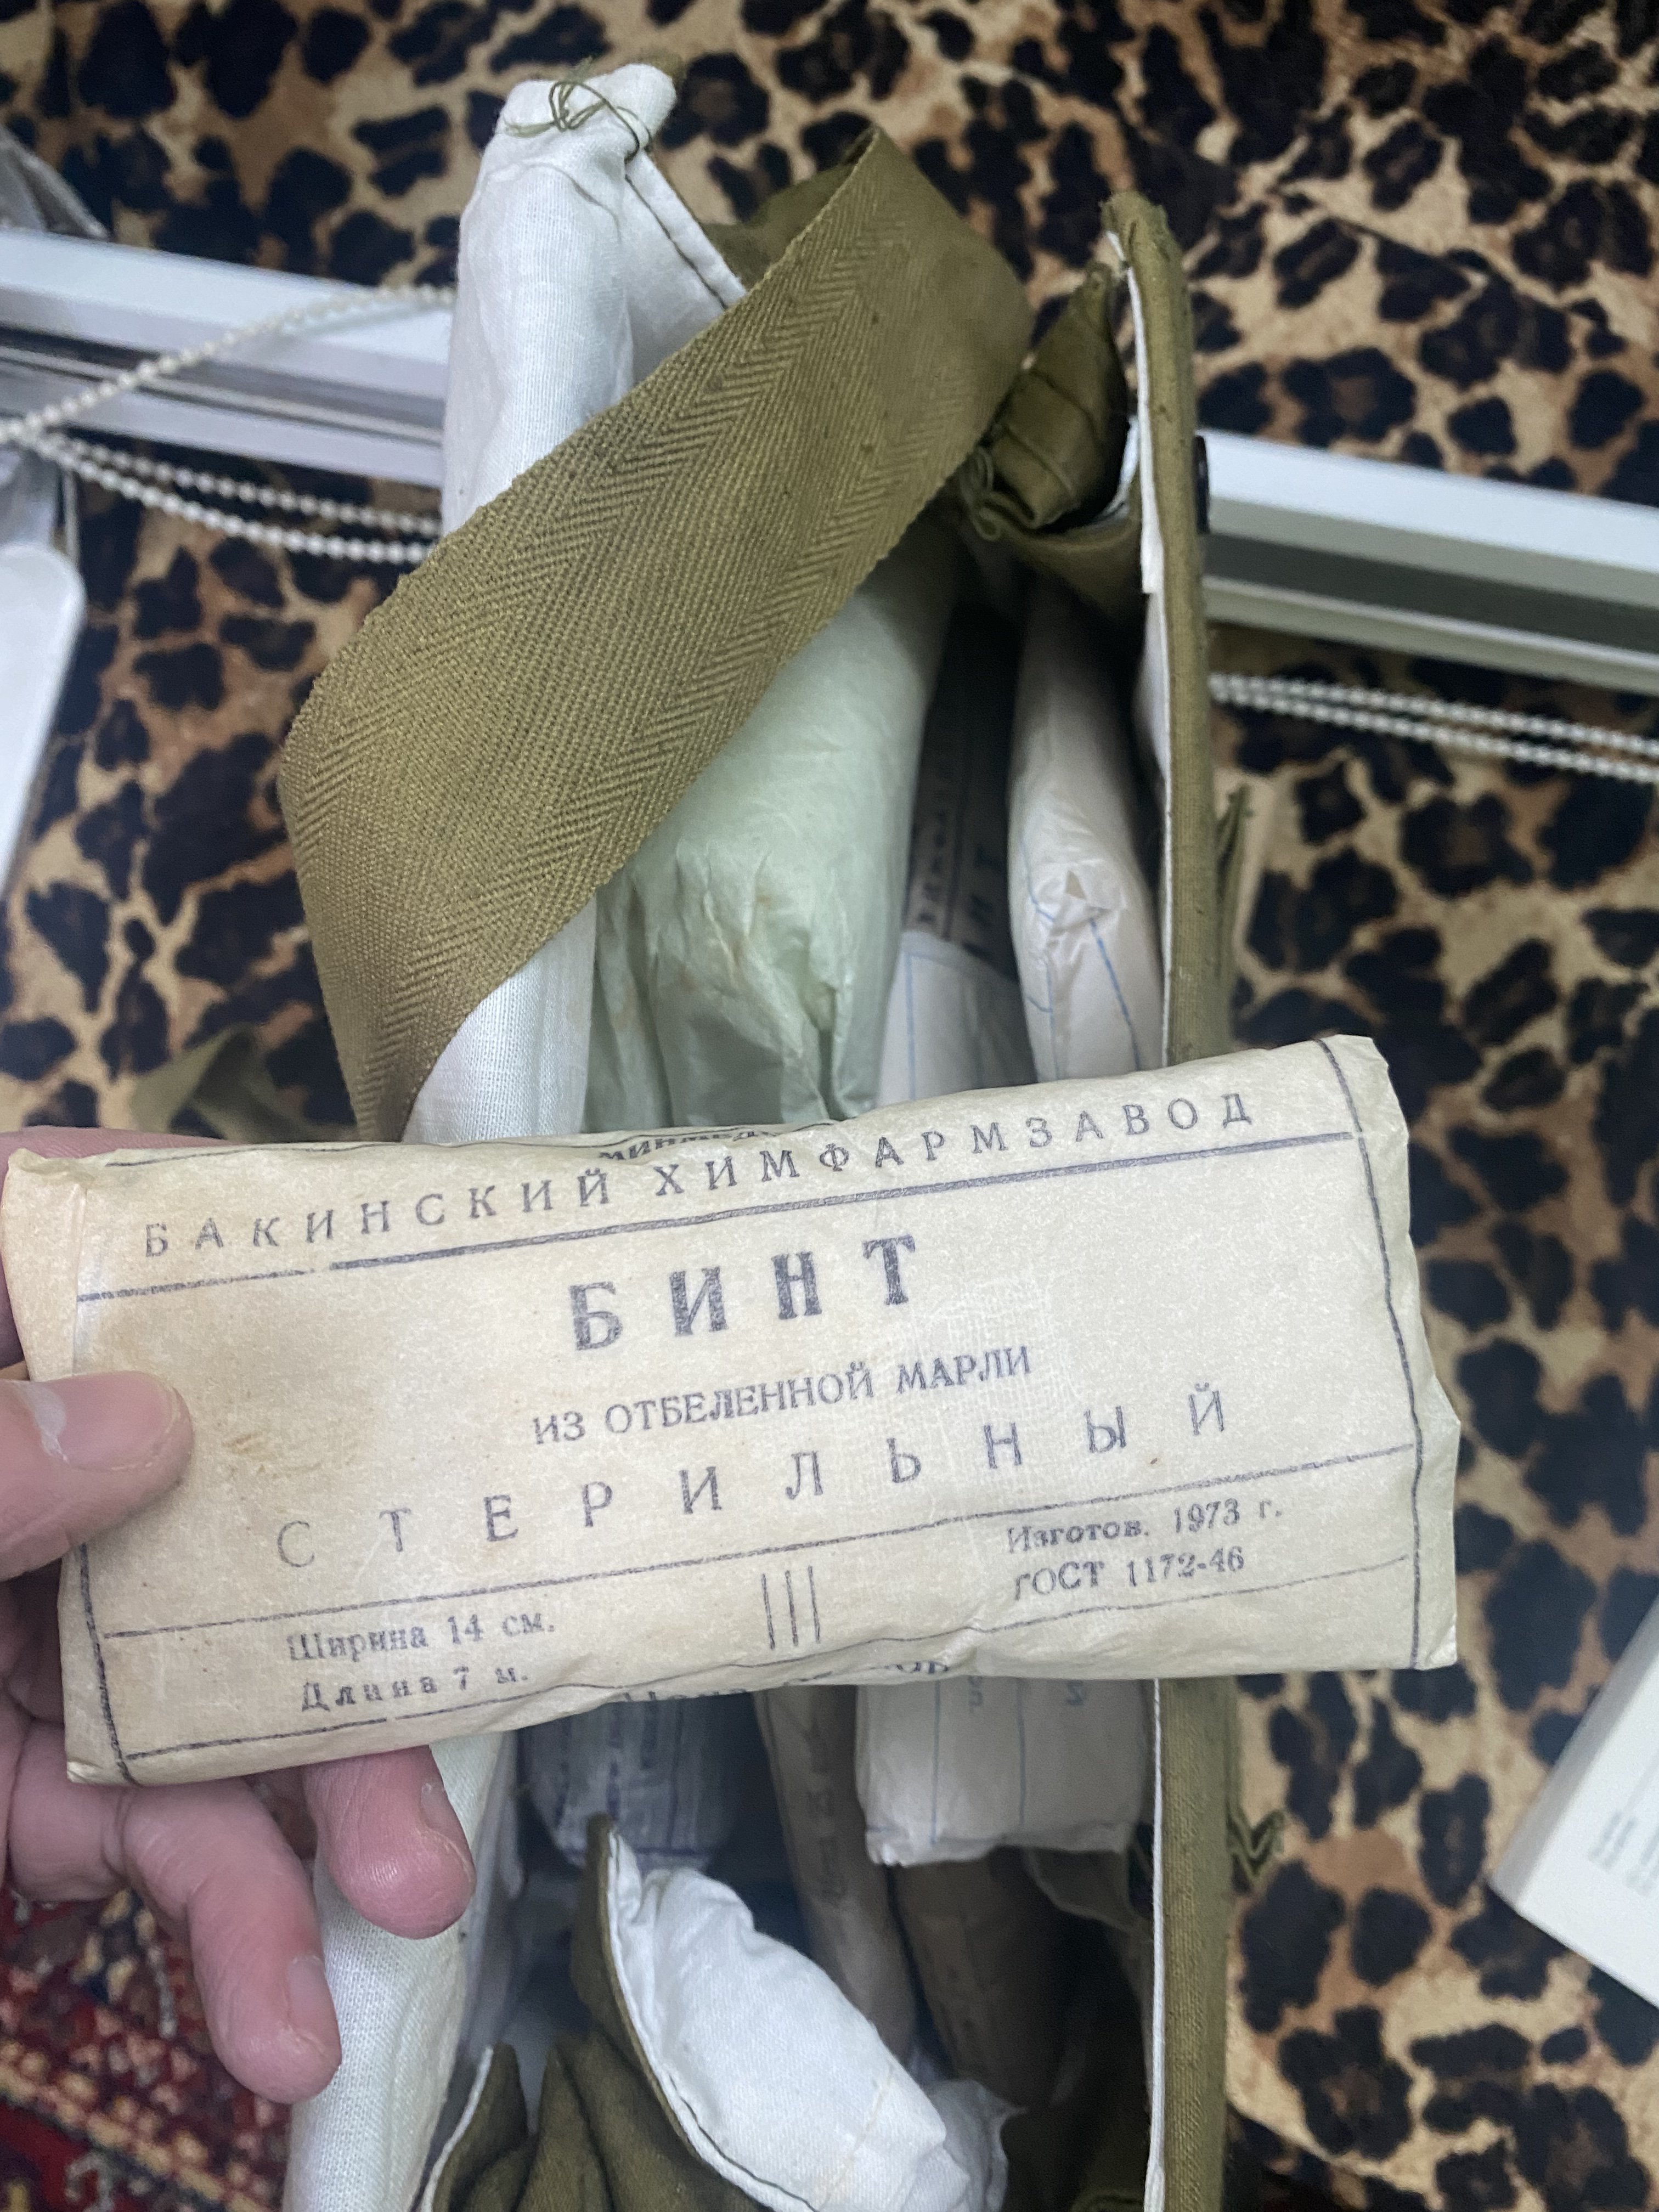 БАКИНСКИЙ ХИМФАРМЗАВОД
БИНТ
ИЗ ОТБЕЛЕННОЙ МАРЛИ
СТЕРИЛЬНЫЙ
Ширина 14 см.
Длина 7 м.
Изготов. 1973 г.
ГОСТ 1172-46